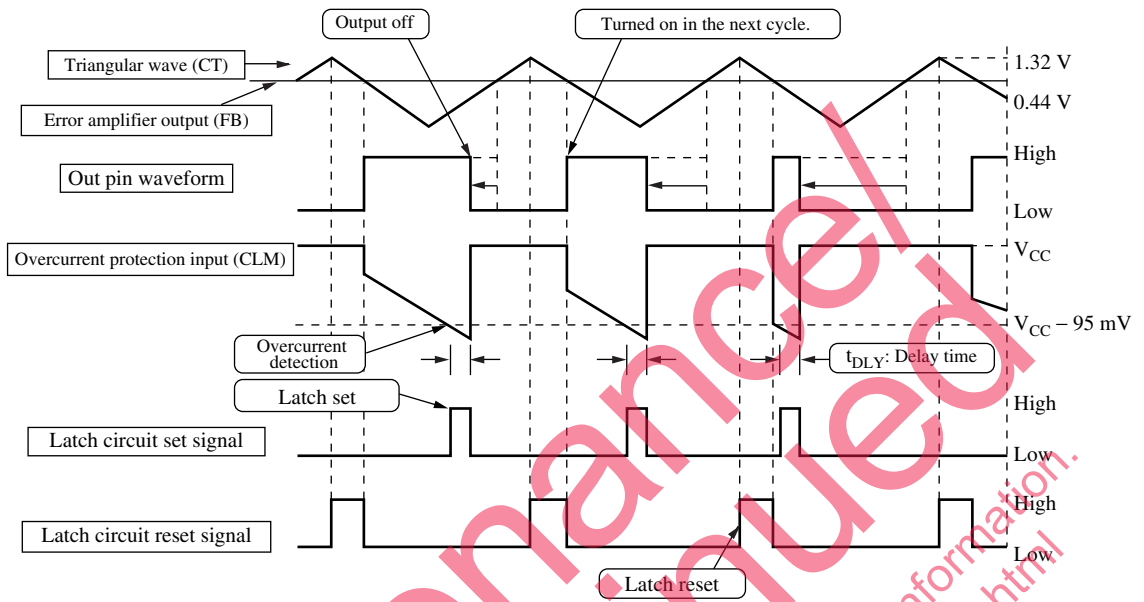 Output off
Turned on in the next cycle.
Triangular wave (CT)
1.32 V
0.44 V
Error amplifier output (FB)
High
Out pin waveform
Low
Overcurrent protection input (CLM)
VCC
VCC − 95 mV
Overcurrent
detection
tDLY: Delay time
Latch set
High
Latch circuit set signal
Low
High
Latch circuit reset signal
Low
Latch reset